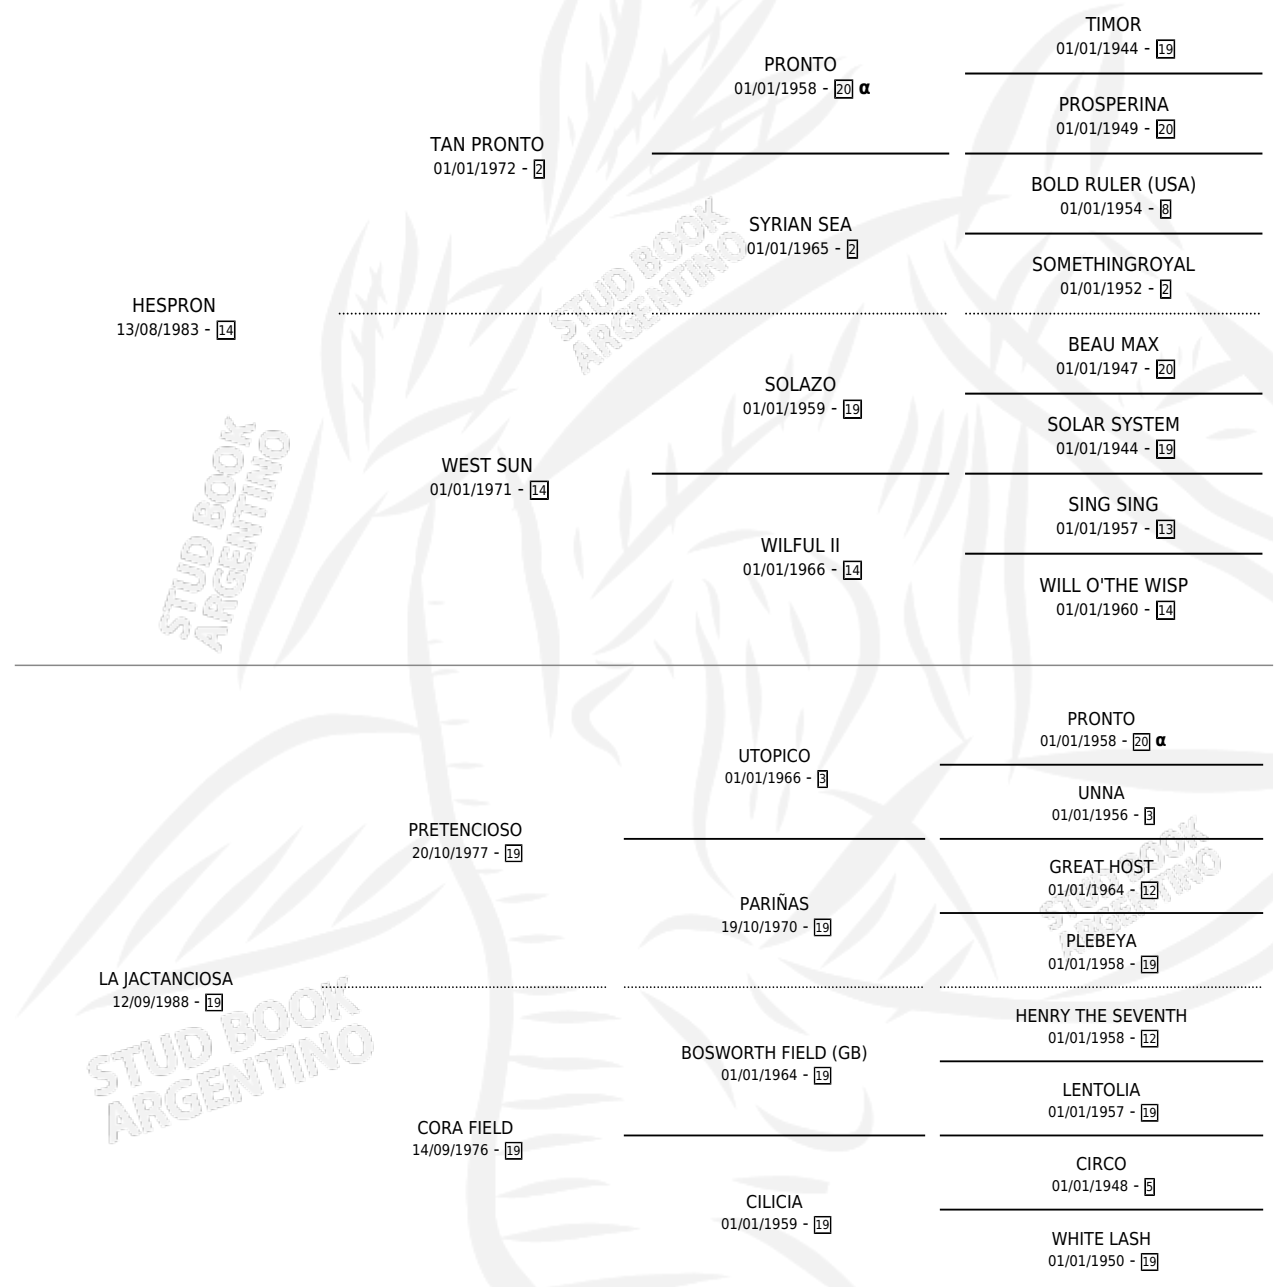 TIMOR
01/01/1944 - 19
PRONTO
01/01/1958 - 20 α
PROSPERINA
01/01/1949 - 20
TAN PRONTO
01/01/1972 - 2
BOLD RULER (USA)
01/01/1954 - 8
SYRIAN SEA
01/01/1965 - 2
SOMETHINGROYAL
01/01/1952 - 2
HESPRON
13/08/1983 - 14
BEAU MAX
01/01/1947 - 20
SOLAZO
01/01/1959 - 19
SOLAR SYSTEM
01/01/1944 - 19
WEST SUN
01/01/1971 - 14
SING SING
01/01/1957 - 13
WILFUL II
01/01/1966 - 14
WILL O'THE WISP
01/01/1960 - 14
STUD BOOK
ARGENTINO
STUD BOOK
ARGENTINO
PRONTO
01/01/1958 - 20 α
UTOPICO
01/01/1966 - 3
UNNA
01/01/1956 - 3
PRETENCIOSO
20/10/1977 - 19
GREAT HOST
01/01/1964 - 12
PARIÑAS
19/10/1970 - 19
PLEBEYA
01/01/1958 - 19
LA JACTANCIOSA
12/09/1988 - 19
HENRY THE SEVENTH
01/01/1958 - 12
BOSWORTH FIELD (GB)
01/01/1964 - 19
LENTOLIA
01/01/1957 - 19
CORA FIELD
14/09/1976 - 19
CIRCO
01/01/1948 - 5
CILICIA
01/01/1959 - 19
WHITE LASH
01/01/1950 - 19
STUD BOOK
ARGENTINO
STUD BOOK
ARGENTINO